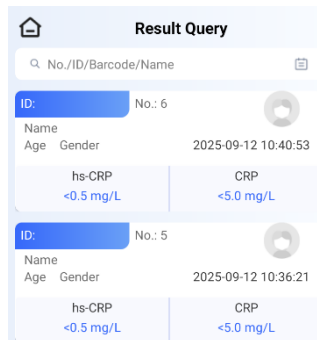 Result Query
No./ID/Barcode/Name
ID: No.: 6
Name
Age Gender 2025-09-12 10:40:53
hs-CRP CRP
<0.5 mg/L <5.0 mg/L
ID: No.: 5
Name
Age Gender 2025-09-12 10:36:21
hs-CRP CRP
<0.5 mg/L <5.0 mg/L